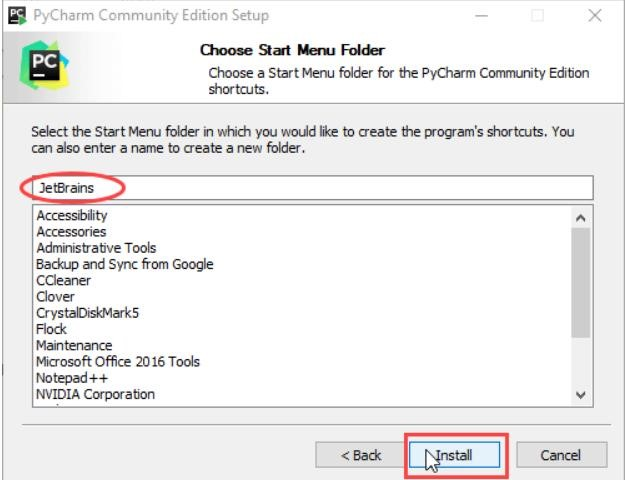 PyCharm Community Edition Setup
PC
Choose Start Menu Folder
Choose a Start Menu folder for the PyCharm Community Edition
shortcuts.
Select the Start Menu folder in which you would like to create the program's shortcuts. You
can also enter a name to create a new folder.
JetBrains
Accessibility
Accessories
Administrative Tools
Backup and Sync from Google
CCleaner
Clover
CrystalDiskMark5
Flock
Maintenance
Microsoft Office 2016 Tools
Notepad++
NVIDIA Corporation
< Back Install Cancel